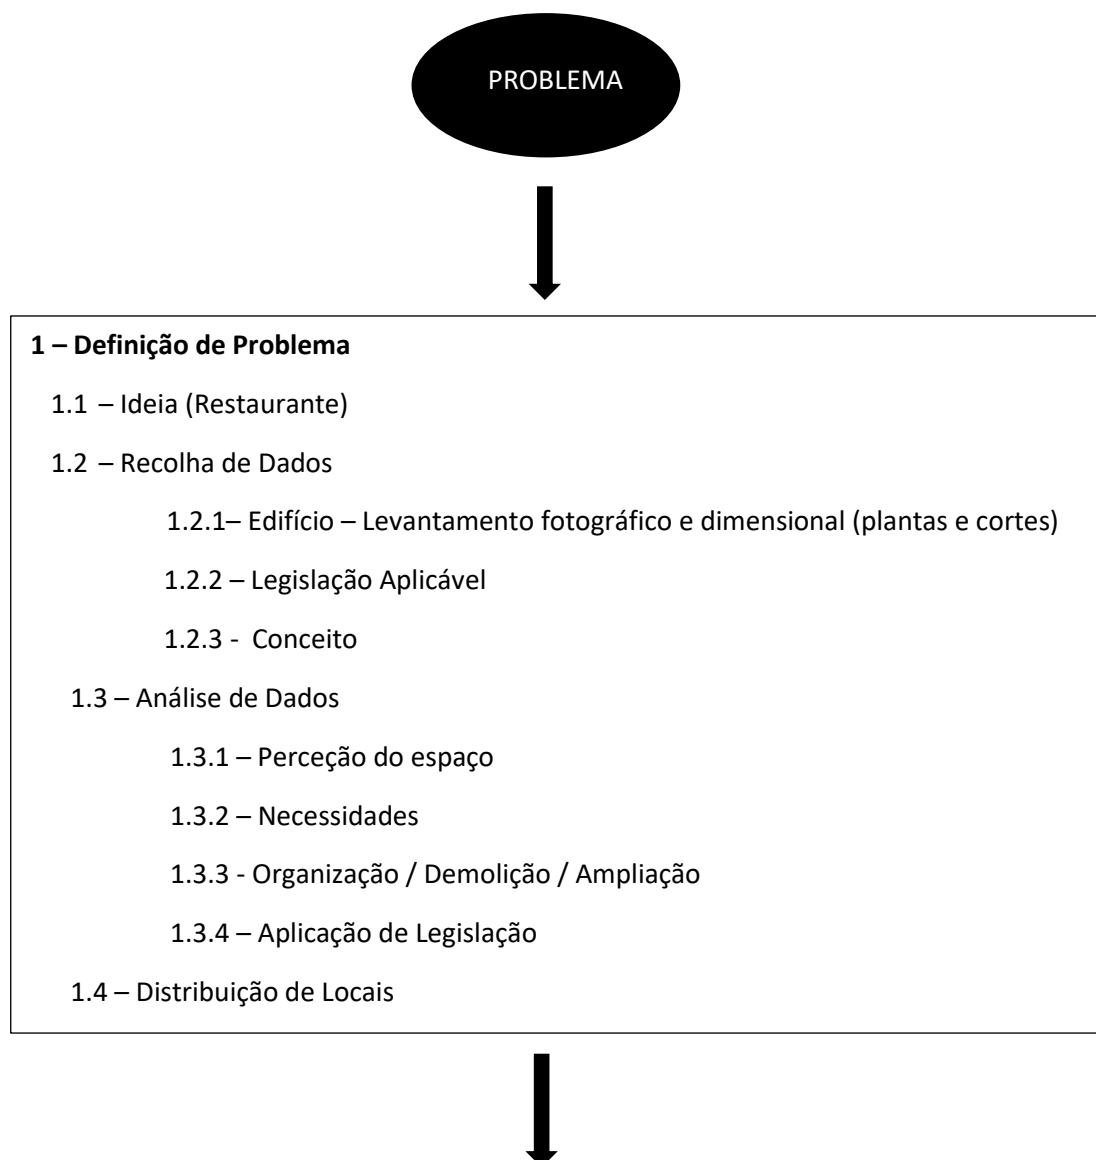 PROBLEMA
1 – Definição de Problema
1.1 – Ideia (Restaurante)
1.2 – Recolha de Dados
1.2.1– Edifício – Levantamento fotográfico e dimensional (plantas e cortes)
1.2.2 – Legislação Aplicável
1.2.3 - Conceito
1.3 – Análise de Dados
1.3.1 – Perceção do espaço
1.3.2 – Necessidades
1.3.3 - Organização / Demolição / Ampliação
1.3.4 – Aplicação de Legislação
1.4 – Distribuição de Locais